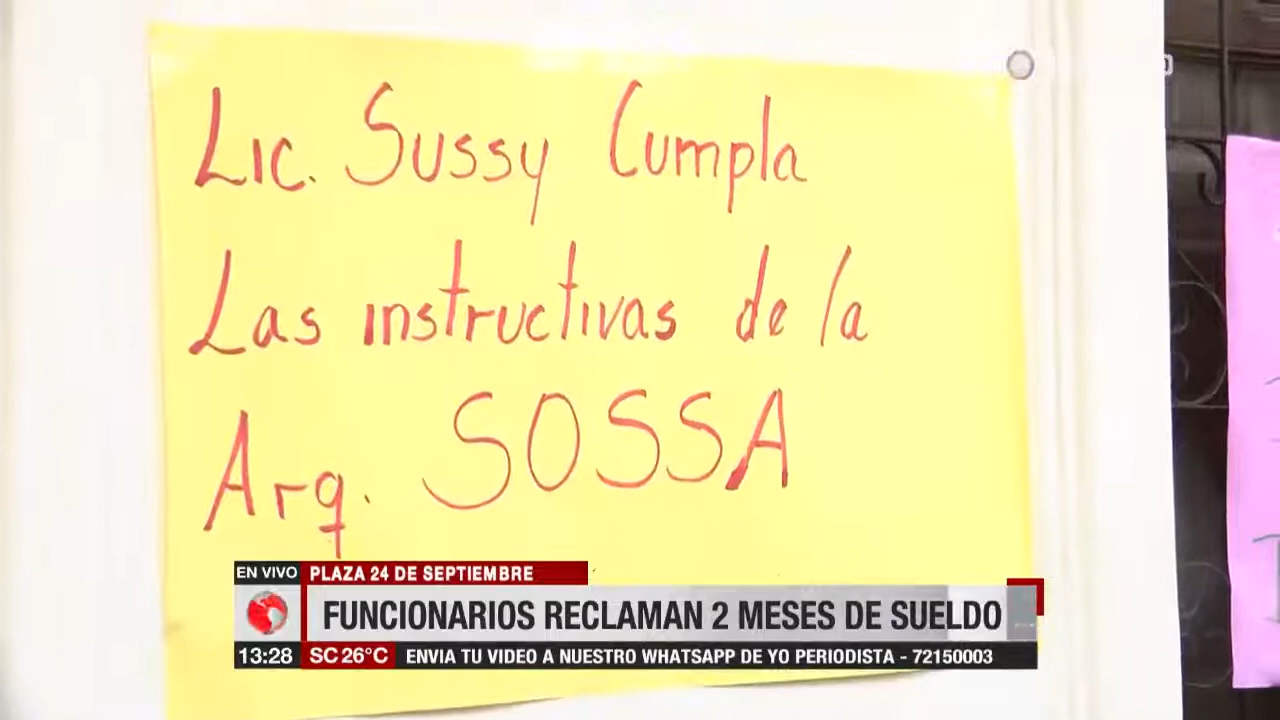 Lic. Sussy Cumpla
Las instructivas de la
Arq. SOSSA
EN VIVO PLAZA 24 DE SEPTIEMBRE
FUNCIONARIOS RECLAMAN 2 MESES DE SUELDO
13:28 SC 26°C ENVIA TU VIDEO A NUESTRO WHATSAPP DE YO PERIODISTA - 72150003